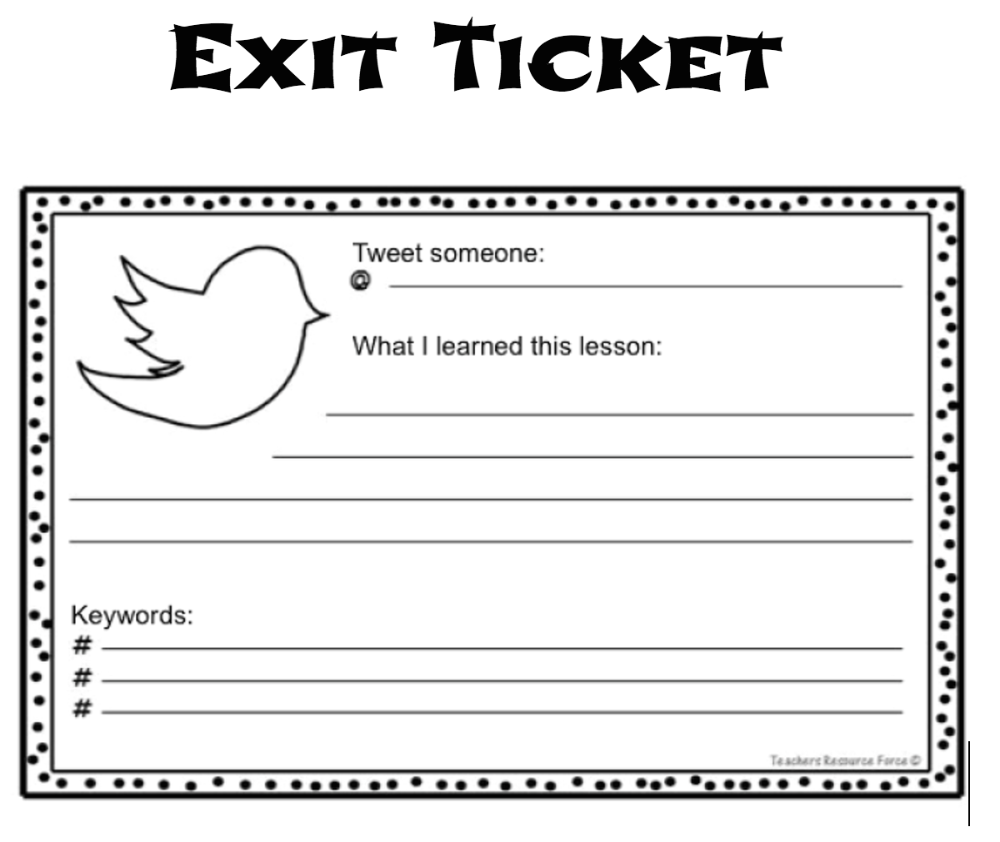 EXIT TICKET
Tweet someone:
@
What I learned this lesson:
Keywords:
#
#
#
Teachers Resource Force ©